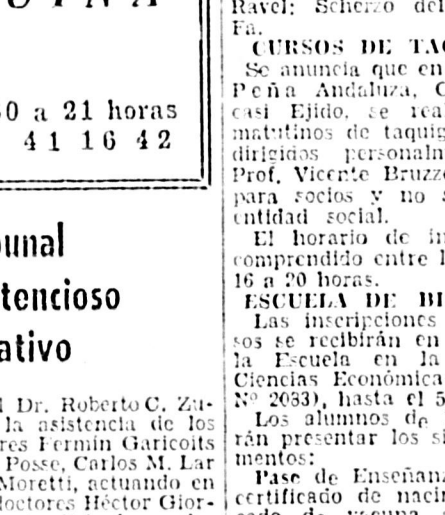 U I N A
0 a 21 horas
41 16 42
unal
tencioso
ativo
Dr. Roberto C. Zu-
la asistencia de los
res Fermín Garicoits
Posse, Carlos M. Lar
Moretti, actuando en
doctores Héctor Gior-
Ravel: Scherzo del
Fa.
CURSOS DE TA
Se anuncia que en
Peña Andaluza, C
casi Ejido, se rea
matutinos de taquig
dirigidos personalm
Prof. Vicente Bruzz
para socios y no s
entidad social.
El horario de in
comprendido entre l
16 a 20 horas.
ESCUELA DE BI
Las inscripciones
sos se recibirán en
la Escuela en la
Ciencias Económica
Nº 2083), hasta el 5
Los alumnos de
rán presentar los si
mentos:
Pase de Enseñan
certificado de naci